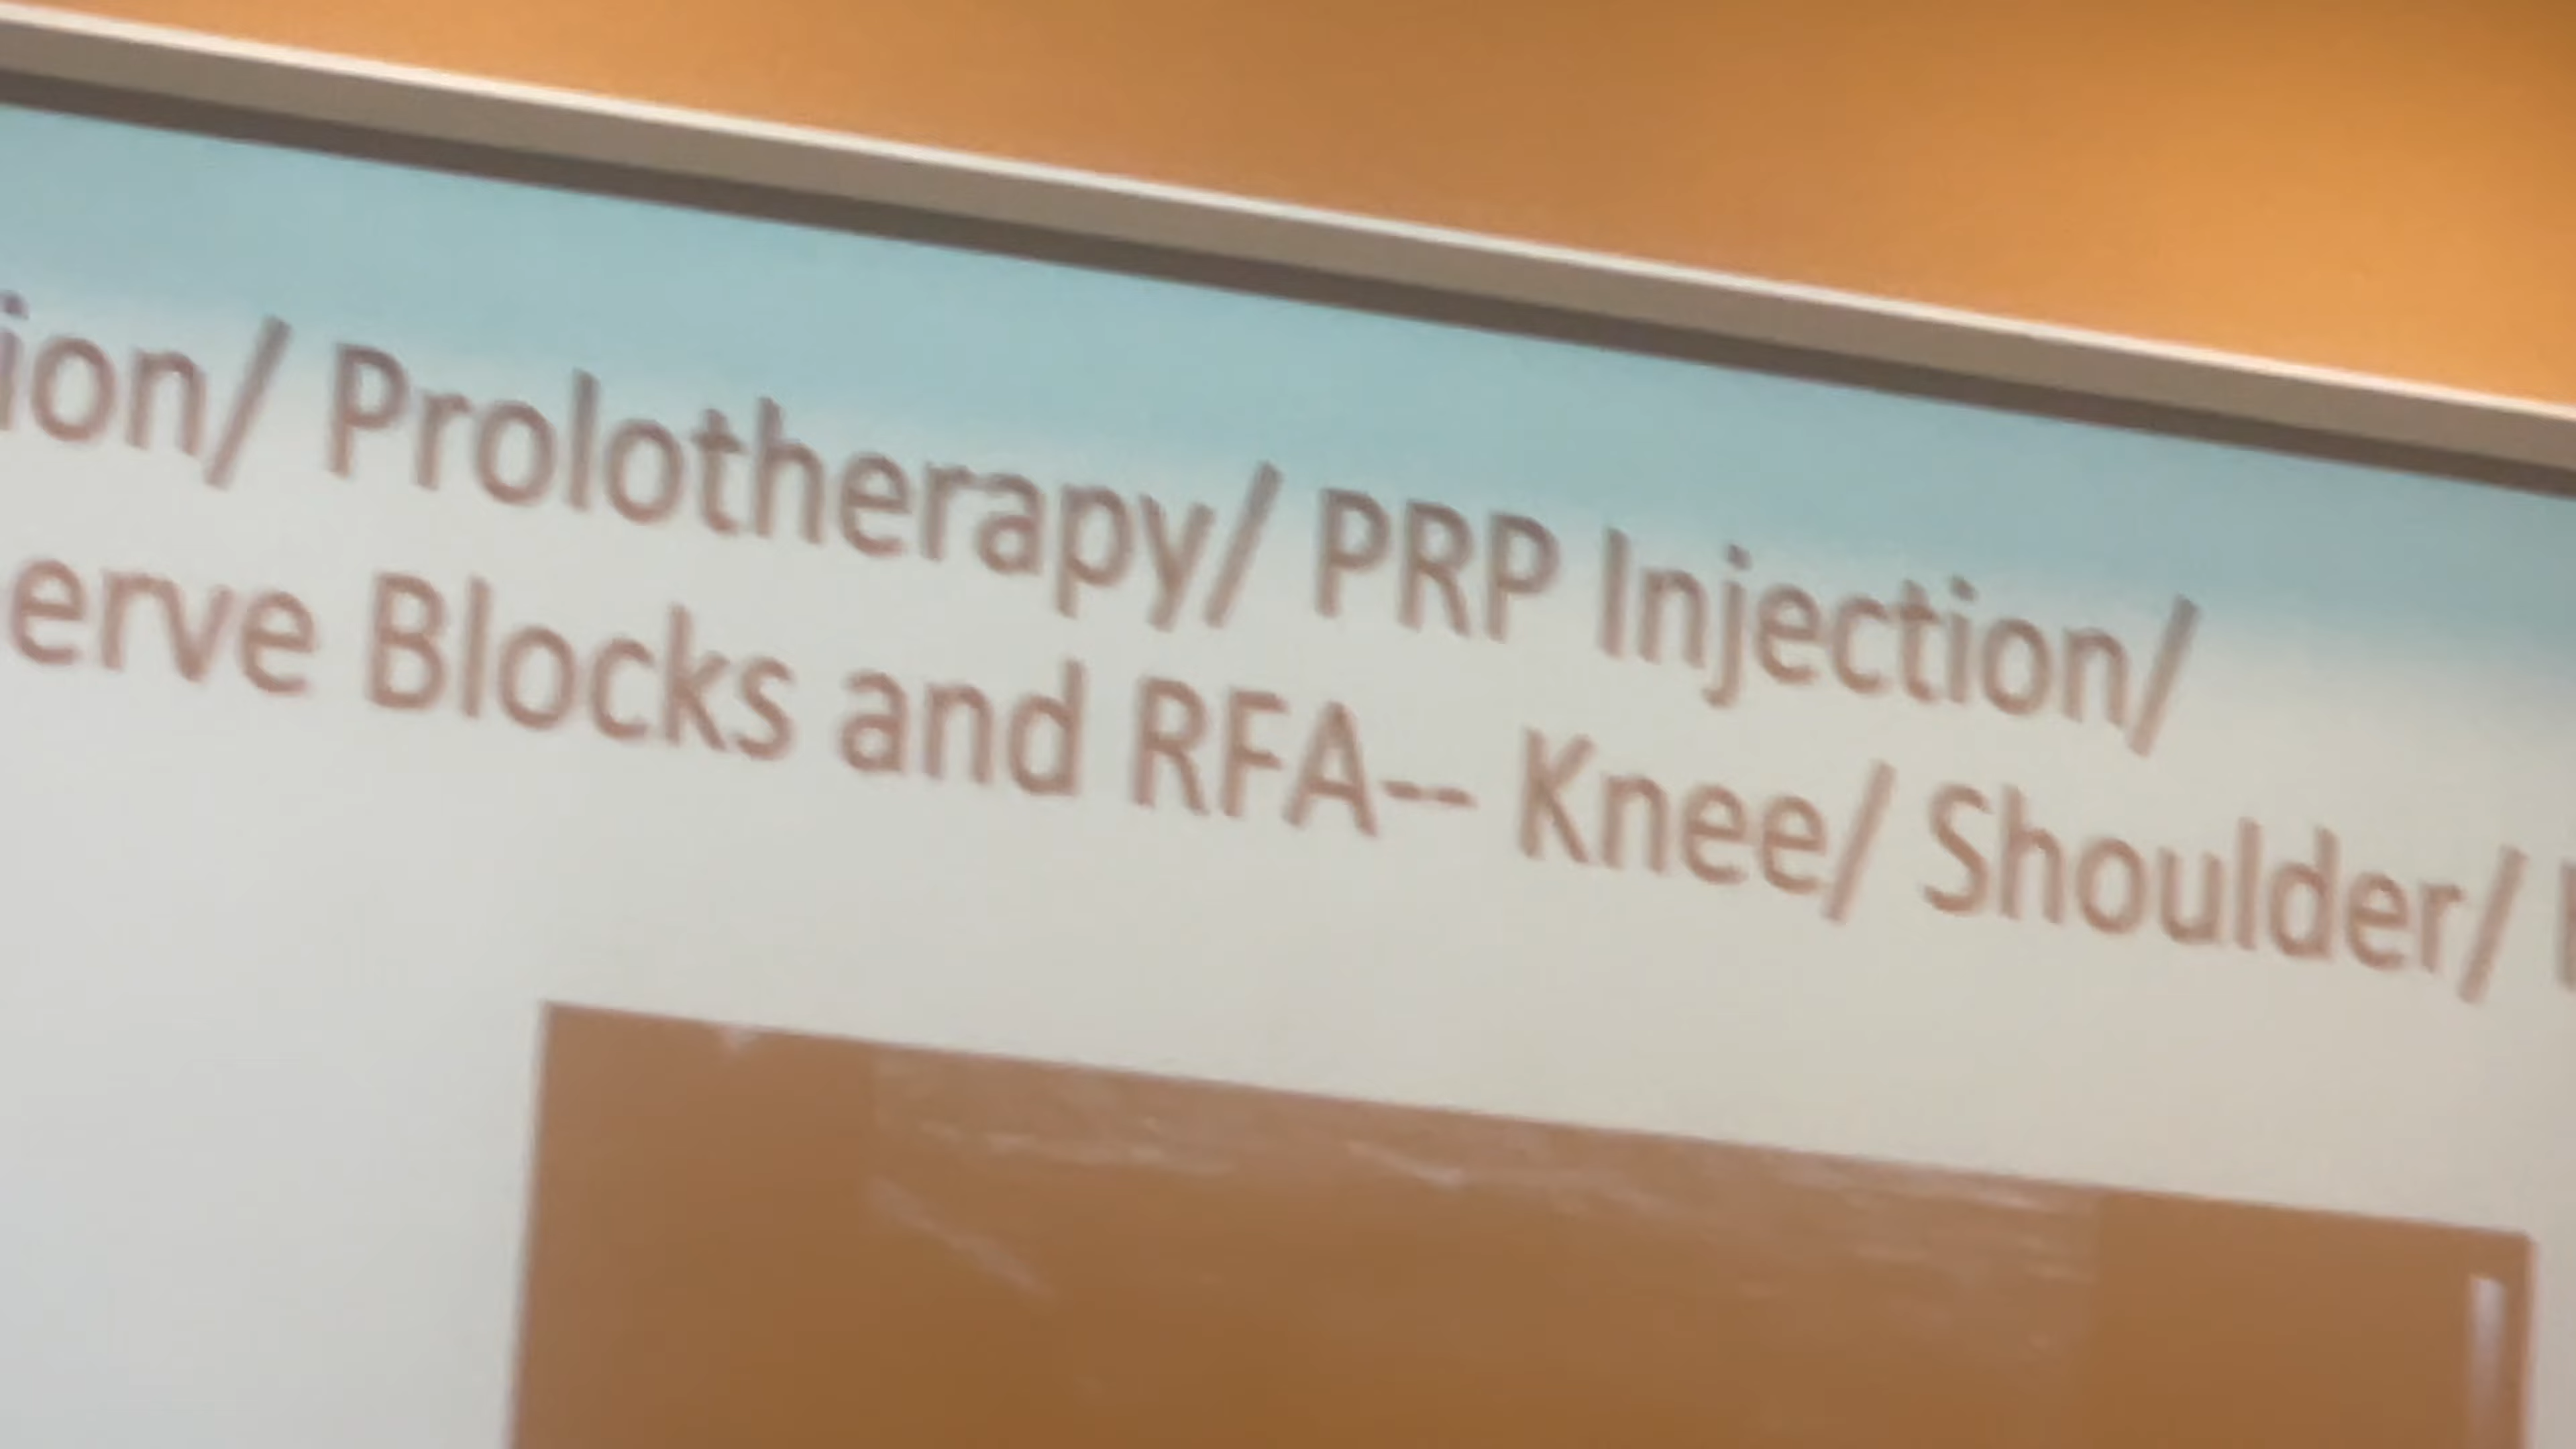 ion/ Prolotherapy/ PRP Injection/
erve Blocks and RFA-- Knee/ Shoulder/